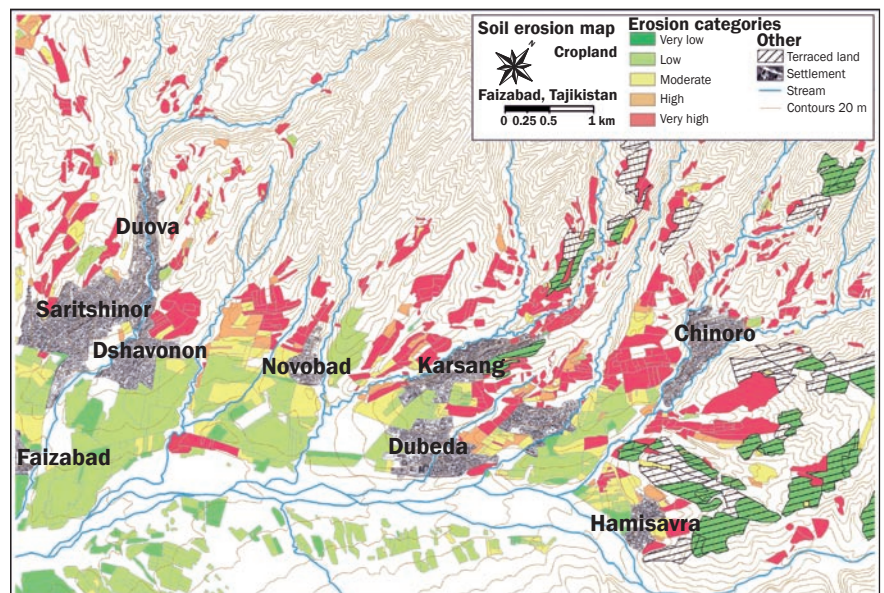 Soil erosion map
Cropland
N
Faizabad, Tajikistan
0 0.25 0.5 1 km
Erosion categories
Very low
Low
Moderate
High
Very high
Other
Terraced land
Settlement
Stream
Contours 20 m
Duova
Saritshinor
Dshavonon
Novobad
Karsang
Chinoro
Dubeda
Faizabad
Hamisavra